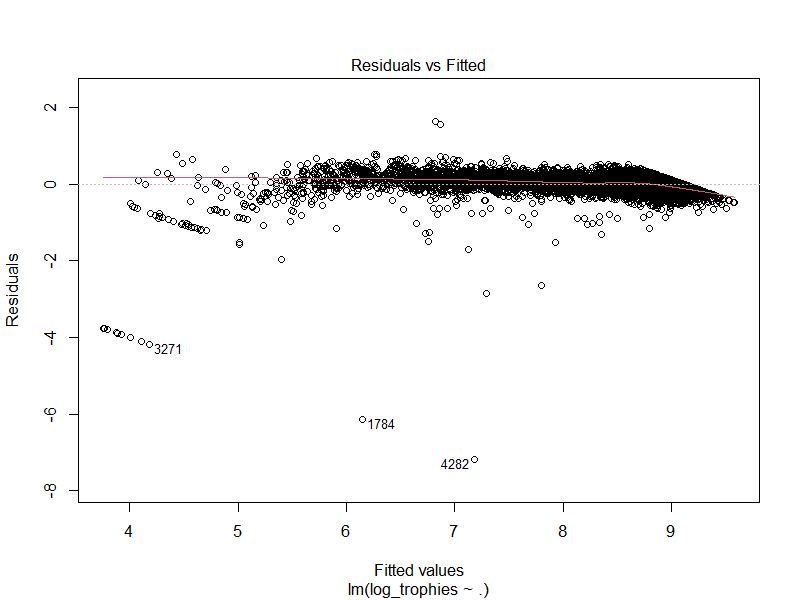 Residuals vs Fitted
Residuals
2
0
-2
-4
-6
-8
3271
1784
4282
4 5 6 7 8 9
Fitted values
lm(log_trophies ~ .)